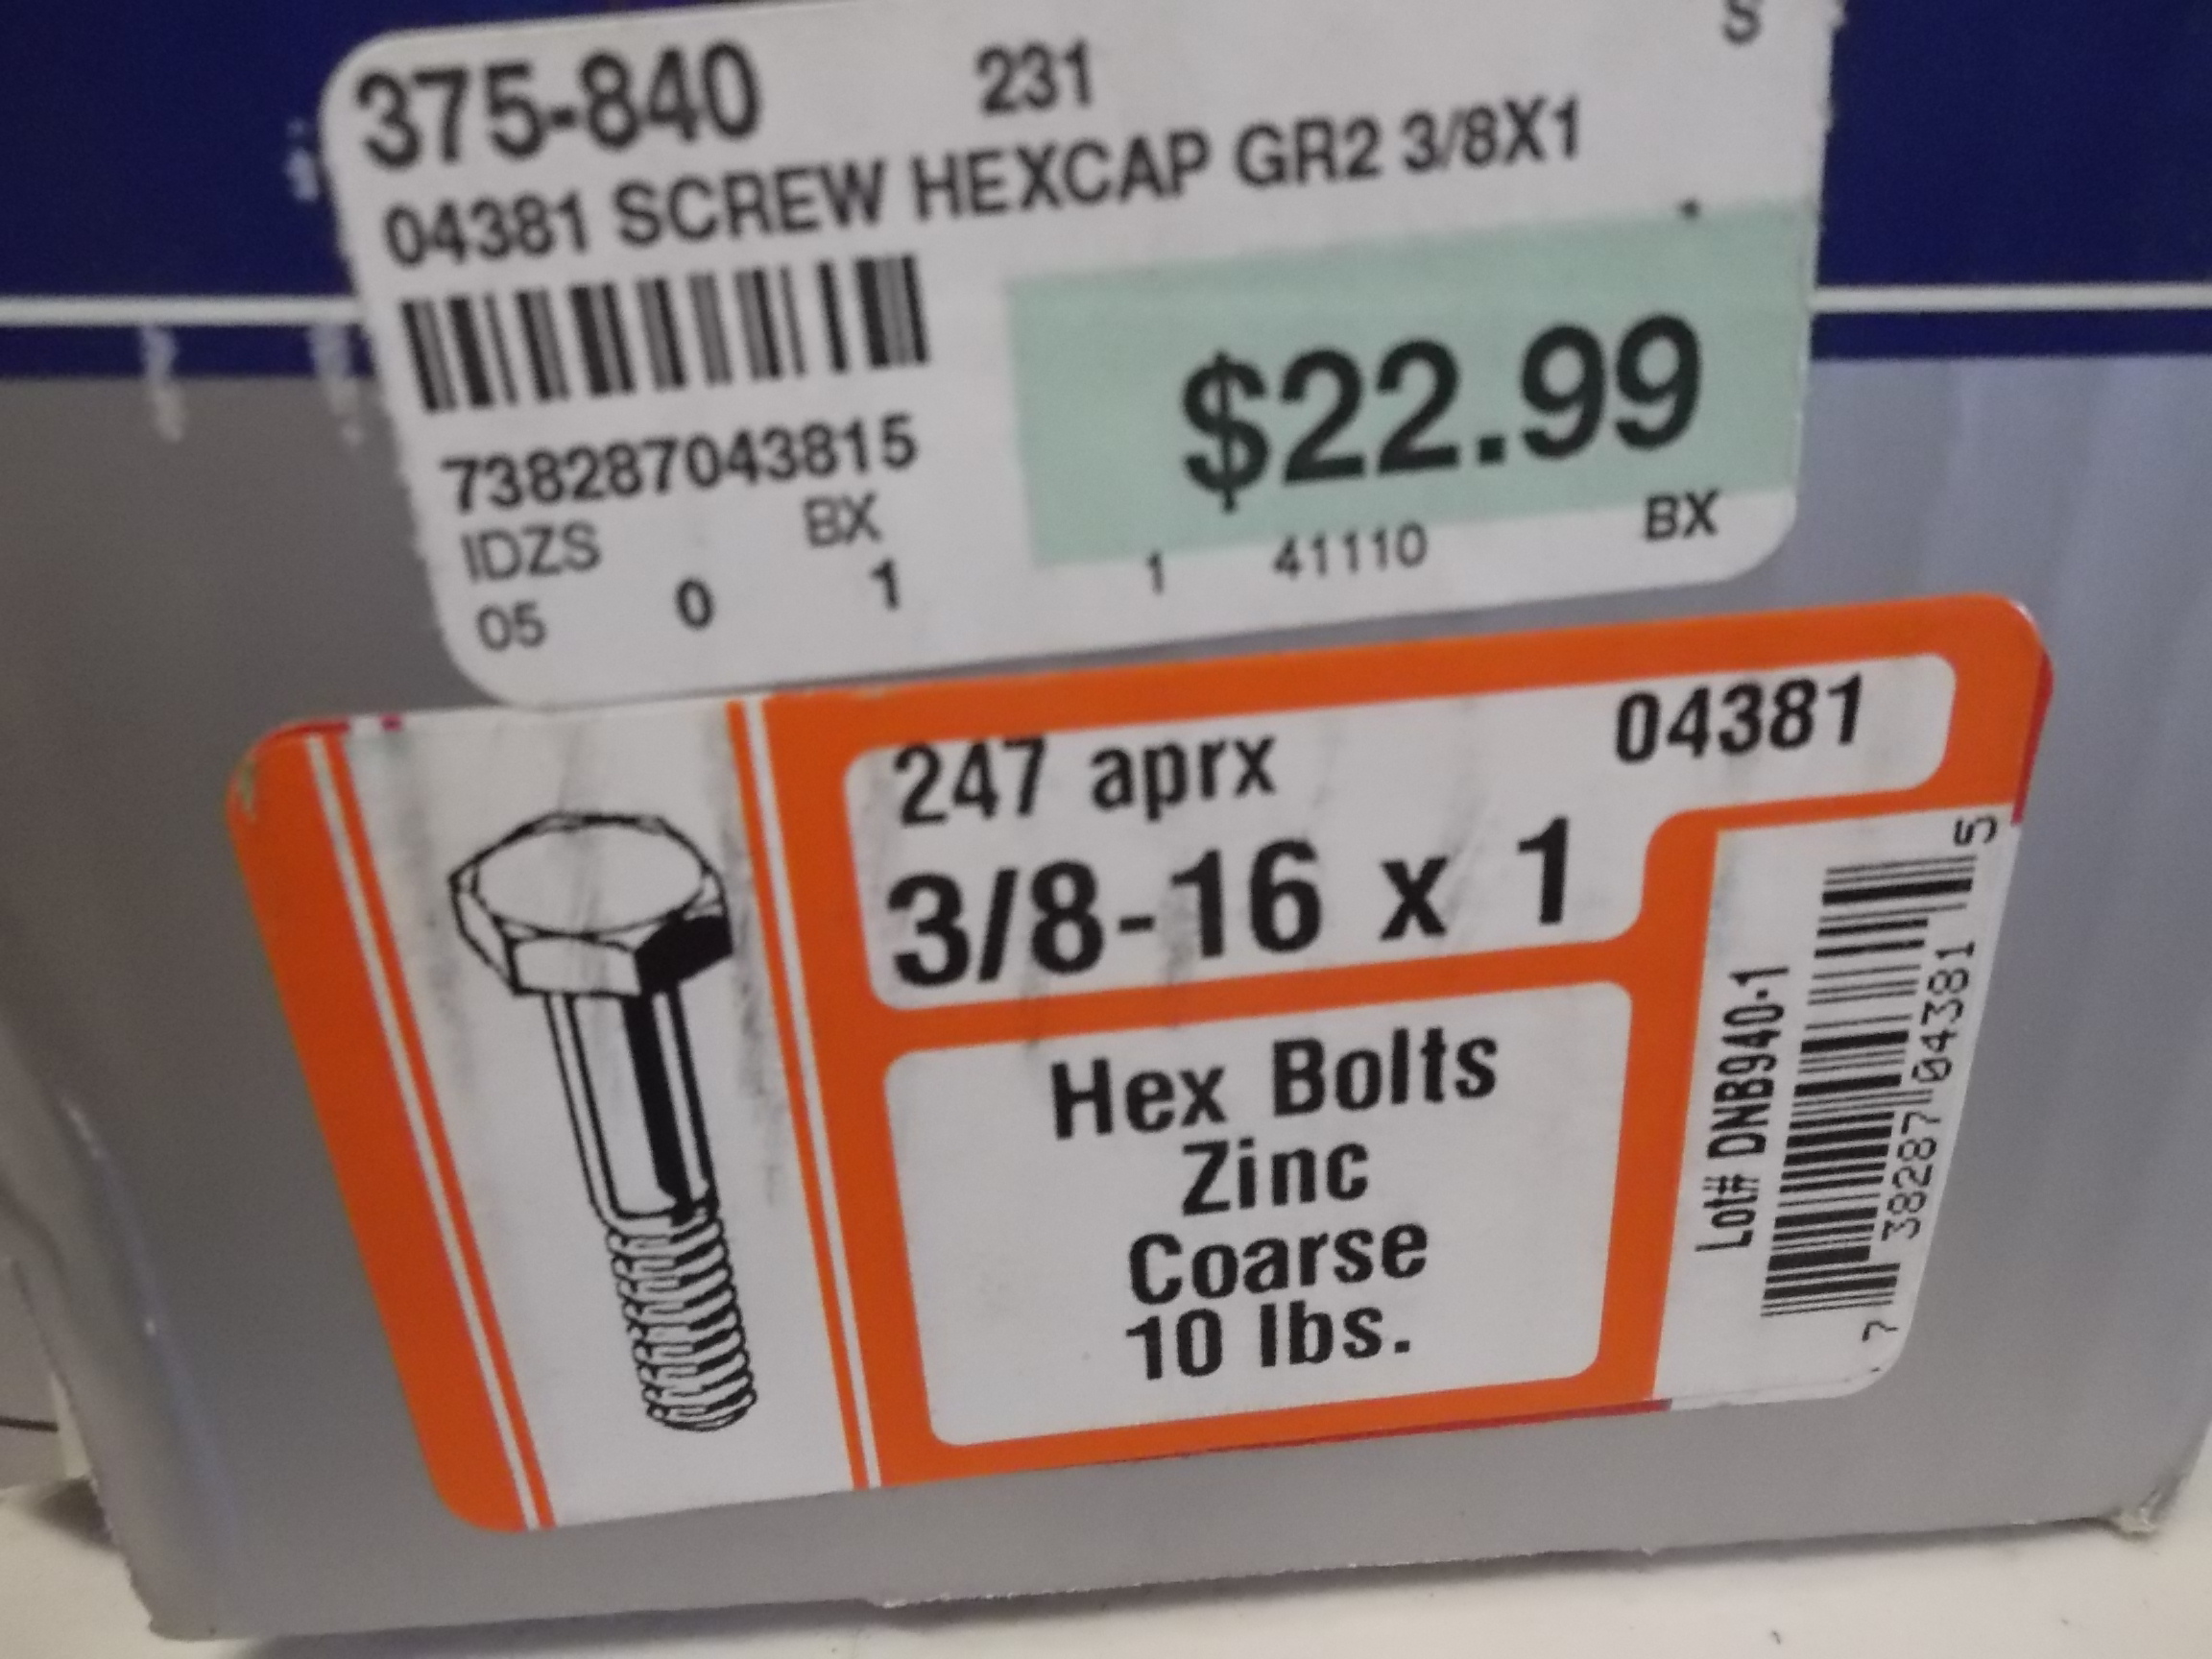 S
375-840 231
04381 SCREW HEXCAP GR2 3/8X1
$22.99
738287043815
IDZS BX 1 41110 BX
05 0 1
247 aprx 04381
3/8-16 x 1
Hex Bolts
Zinc
Coarse
10 lbs.
Lot# DNB940-1
7 38287 04381 5